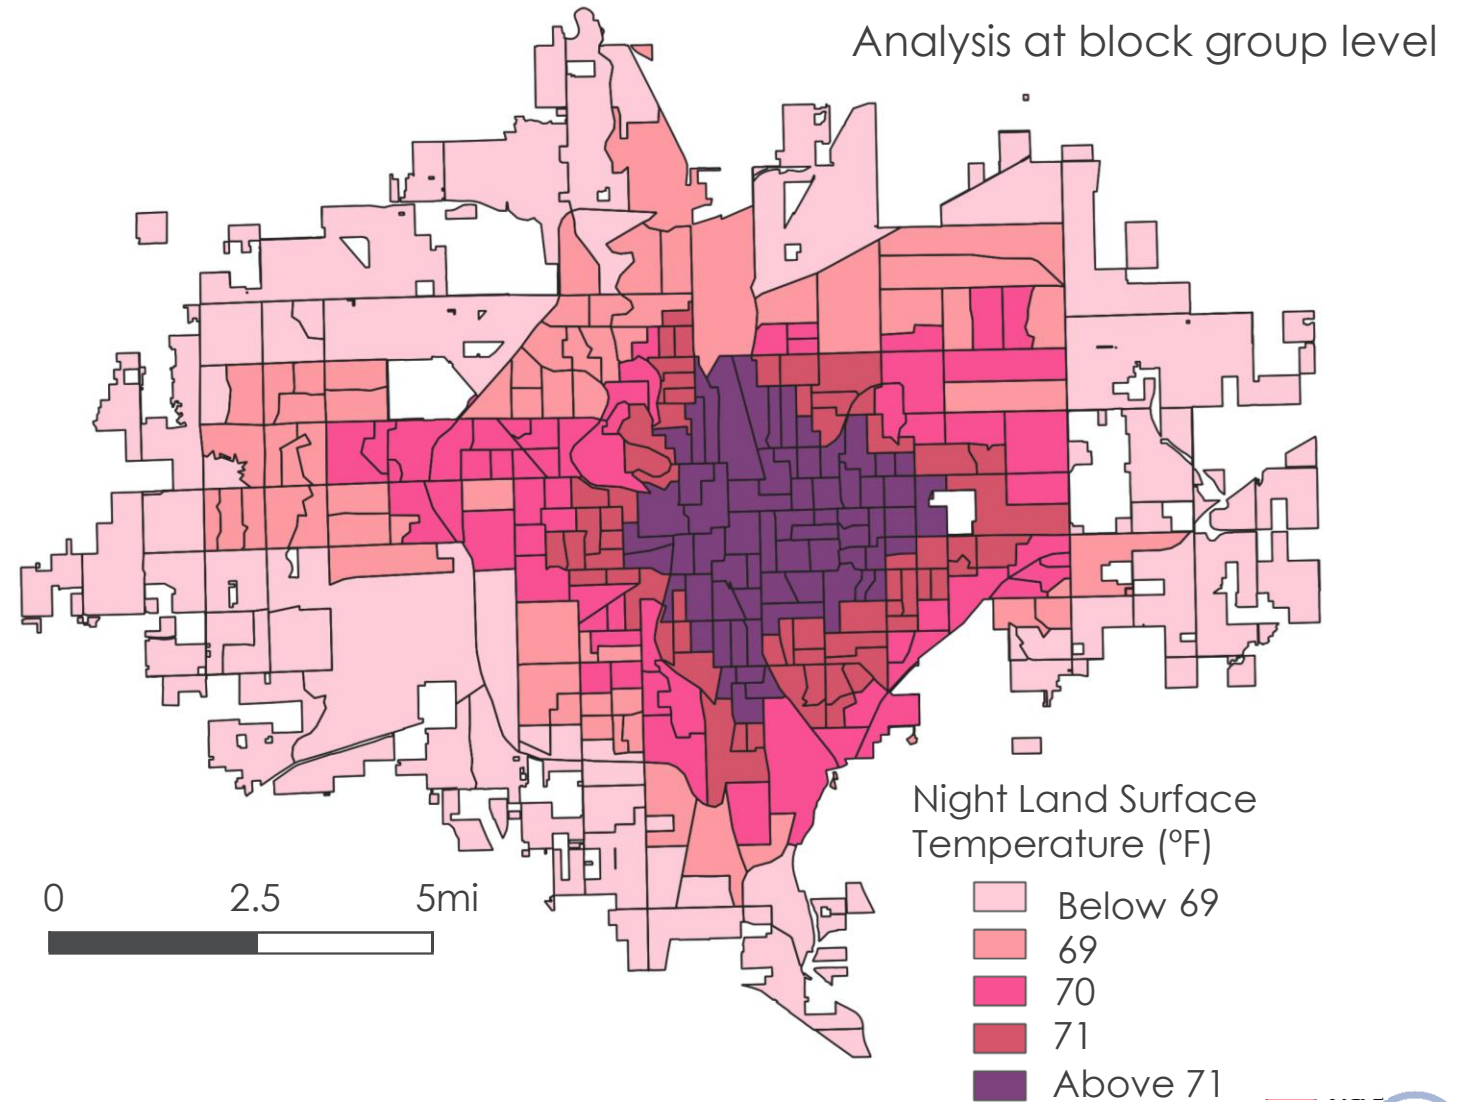 Analysis at block group level
0 2.5 5mi
Night Land Surface
Temperature (°F)
Below 69
69
70
71
Above 71